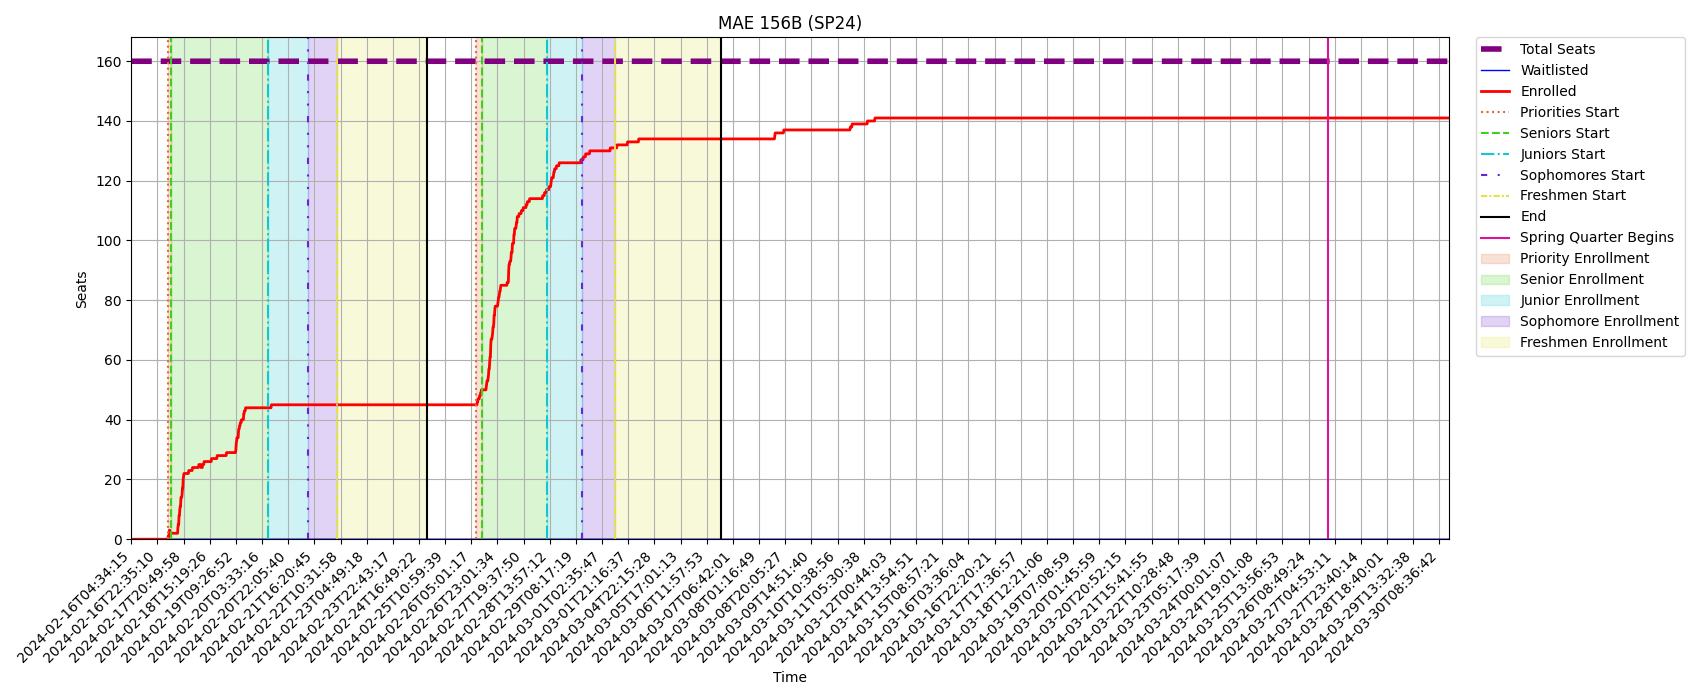 MAE 156B (SP24)
Seats
160
140
120
100
80
60
40
20
0
2024-02-16T04:34:15
2024-02-16T22:35:10
2024-02-17T20:49:58
2024-02-18T15:19:26
2024-02-19T09:26:52
2024-02-20T03:33:16
2024-02-20T22:05:40
2024-02-21T16:20:45
2024-02-22T10:31:58
2024-02-23T04:49:18
2024-02-23T22:43:17
2024-02-24T16:49:22
2024-02-25T10:59:39
2024-02-26T05:01:17
2024-02-26T23:01:34
2024-02-27T19:37:50
2024-02-28T13:57:12
2024-02-29T08:17:19
2024-03-01T02:35:47
2024-03-01T21:16:37
2024-03-04T22:15:28
2024-03-05T17:01:13
2024-03-06T11:57:53
2024-03-07T06:42:01
2024-03-08T01:16:49
2024-03-08T20:05:27
2024-03-09T14:51:40
2024-03-10T10:38:56
2024-03-11T05:30:38
2024-03-12T00:44:03
2024-03-14T13:54:51
2024-03-15T08:57:21
2024-03-16T03:36:04
2024-03-16T22:20:21
2024-03-17T17:36:57
2024-03-18T12:21:06
2024-03-19T07:08:59
2024-03-20T01:45:59
2024-03-20T20:52:15
2024-03-21T15:41:55
2024-03-22T10:28:48
2024-03-23T05:17:39
2024-03-24T00:01:07
2024-03-24T19:01:08
2024-03-25T13:56:53
2024-03-26T08:49:24
2024-03-27T04:53:11
2024-03-27T23:40:14
2024-03-28T18:40:01
2024-03-29T13:32:38
2024-03-30T08:36:42
Time
Total Seats
Waitlisted
Enrolled
Priorities Start
Seniors Start
Juniors Start
Sophomores Start
Freshmen Start
End
Spring Quarter Begins
Priority Enrollment
Senior Enrollment
Junior Enrollment
Sophomore Enrollment
Freshmen Enrollment